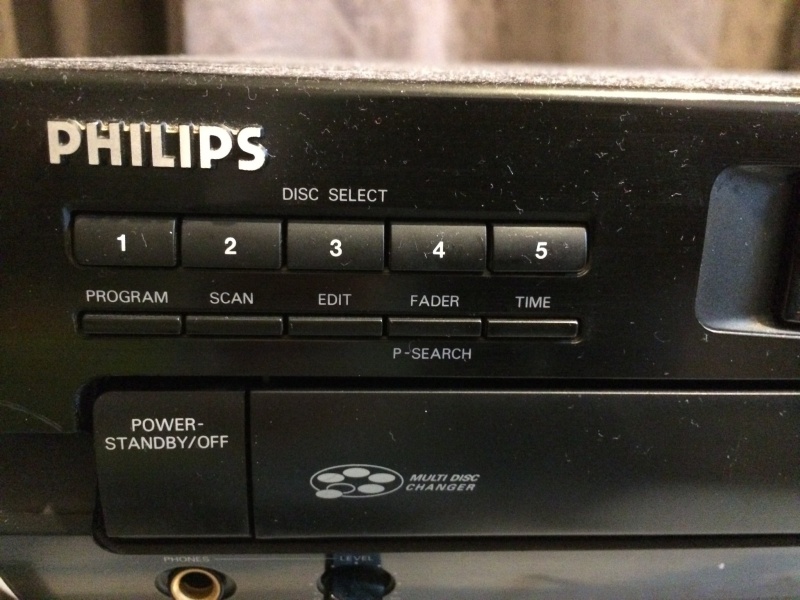 PHILIPS
DISC SELECT
1 2 3 4 5
PROGRAM SCAN EDIT FADER TIME
P-SEARCH
POWER-
STANDBY/OFF
MULTI DISC
CHANGER
PHONES LEVEL